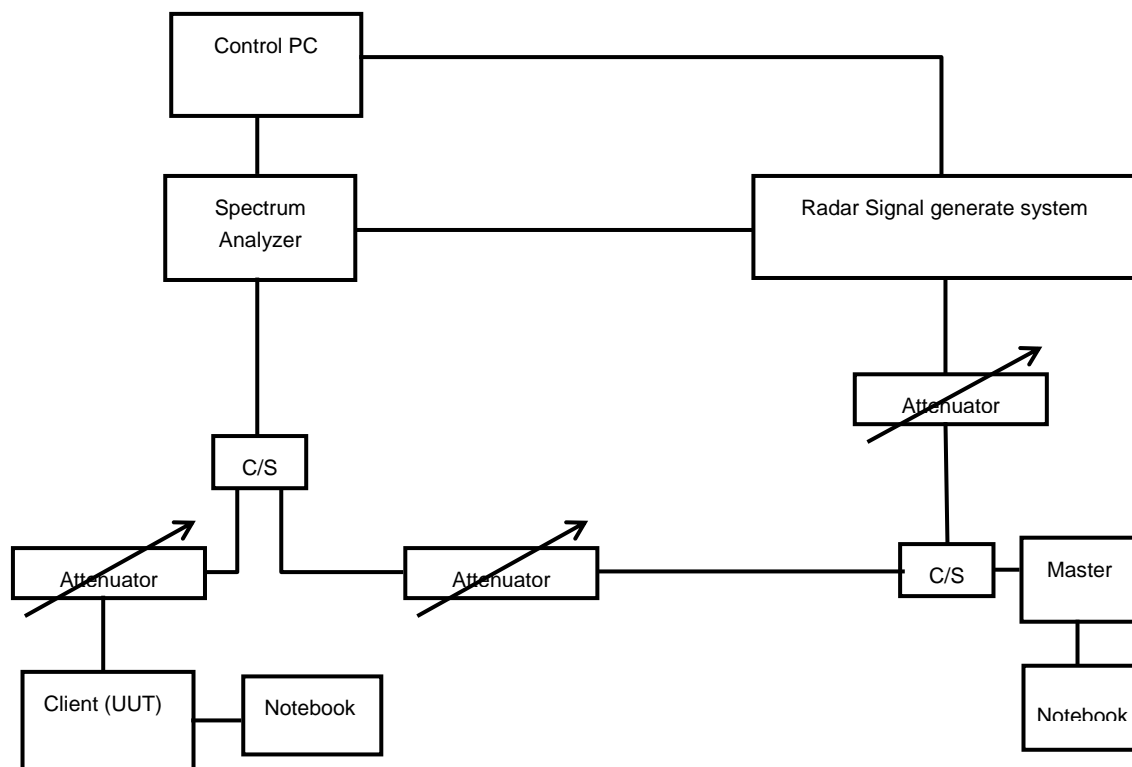 Control PC
Spectrum
Analyzer
Radar Signal generate system
Attenuator
C/S
Attenuator
Attenuator
C/S
Master
Client (UUT)
Notebook
Notebook